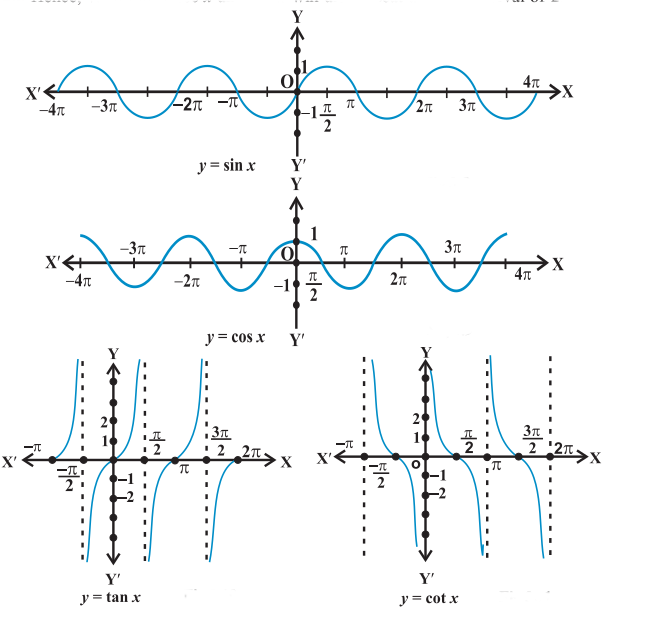 Y
1
O
X' −4π −3π −2π −π π 2π 3π 4π X
−1 π/2
y = sin x Y'
Y
1
−3π −π O π 3π
X' −4π −2π −1 π/2 2π 4π X
y = cos x Y'
Y
2
1
−π π/2 3π/2 2π
X' −π/2 π X
−1
−2
Y'
y = tan x
Y
2
1
−π π/2 3π/2 2π
X' −π/2 O π X
−1
−2
Y'
y = cot x